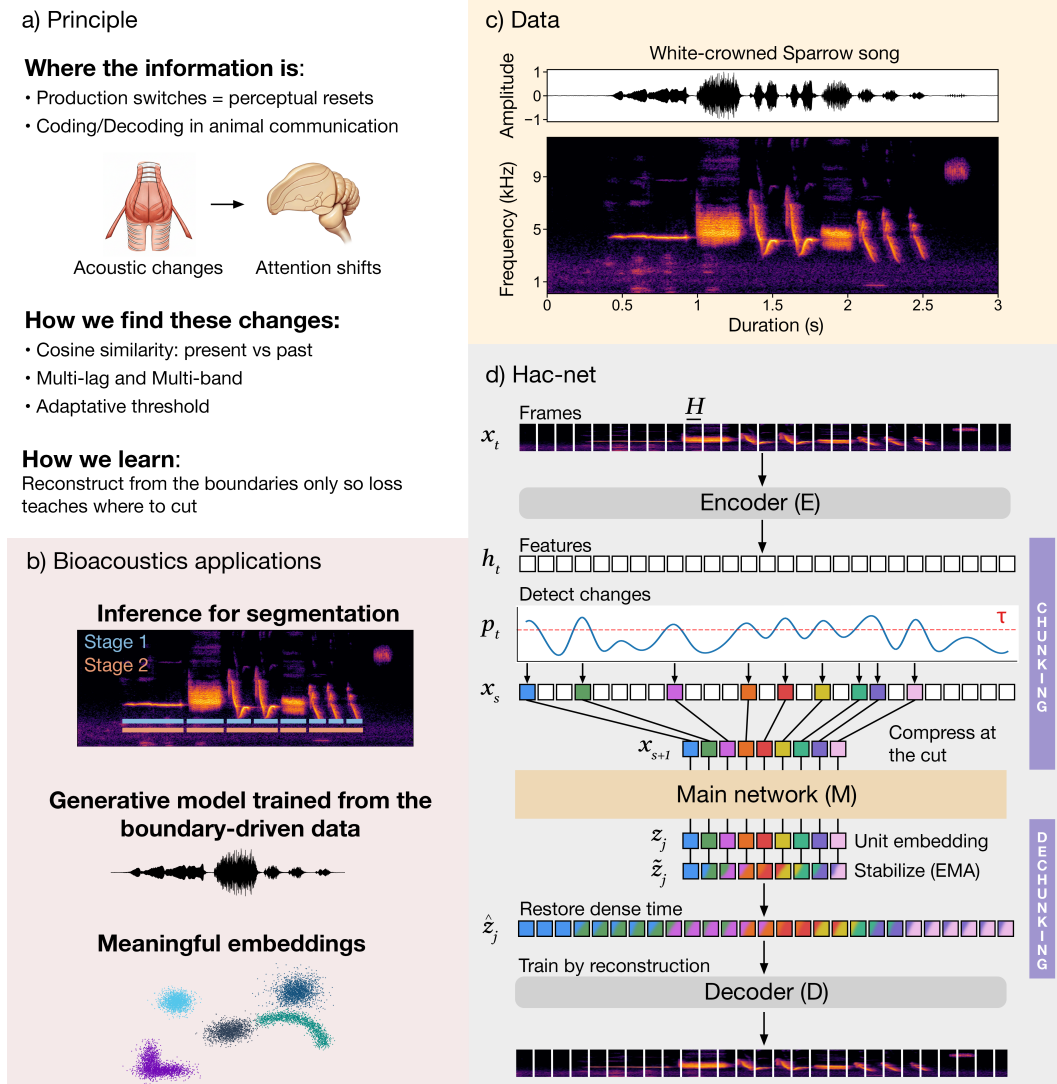 a) Principle
Where the information is:
• Production switches = perceptual resets
• Coding/Decoding in animal communication
Acoustic changes
Attention shifts
How we find these changes:
• Cosine similarity: present vs past
• Multi-lag and Multi-band
• Adaptative threshold
How we learn:
Reconstruct from the boundaries only so loss
teaches where to cut
b) Bioacoustics applications
Inference for segmentation
Stage 1
Stage 2
Generative model trained from the
boundary-driven data
Meaningful embeddings
c) Data
White-crowned Sparrow song
Amplitude
1
0
−1
Frequency (kHz)
9
5
1
0 0.5 1 1.5 2 2.5 3
Duration (s)
d) Hac-net
Frames
H
x_t
Encoder (E)
Features
h_t
Detect changes
p_t
τ
x_s
x_{s+1}
Compress at
the cut
Main network (M)
z_j
Unit embedding
z̃_j
Stabilize (EMA)
Restore dense time
ẑ_j
Train by reconstruction
Decoder (D)
CHUNKING
DECHUNKING